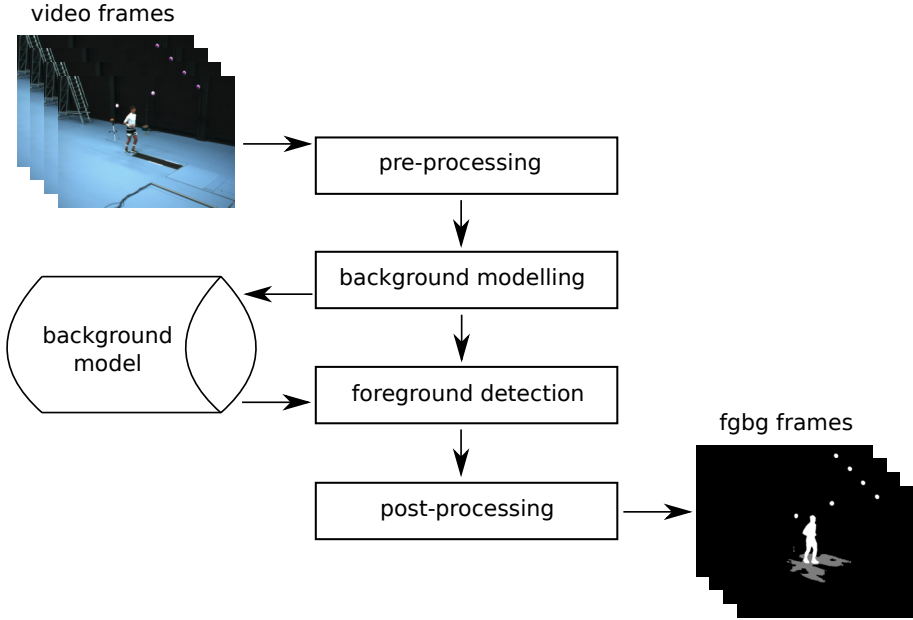 video frames
pre-processing
background modelling
background
model
foreground detection
fgbg frames
post-processing